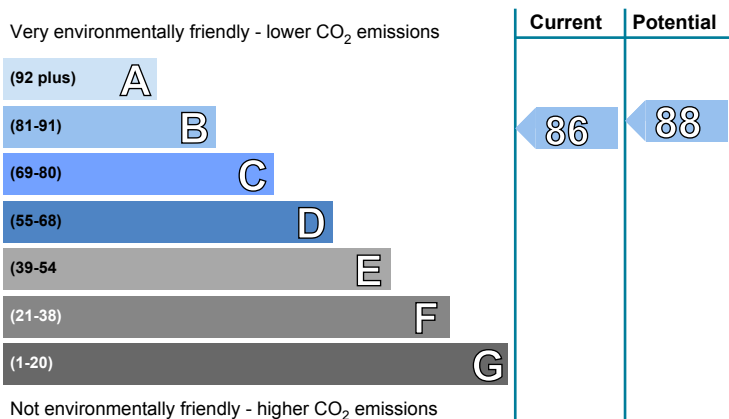 Very environmentally friendly - lower CO2 emissions
Current Potential
(92 plus) A
(81-91) B
86 88
(69-80) C
(55-68) D
(39-54 E
(21-38) F
(1-20) G
Not environmentally friendly - higher CO2 emissions